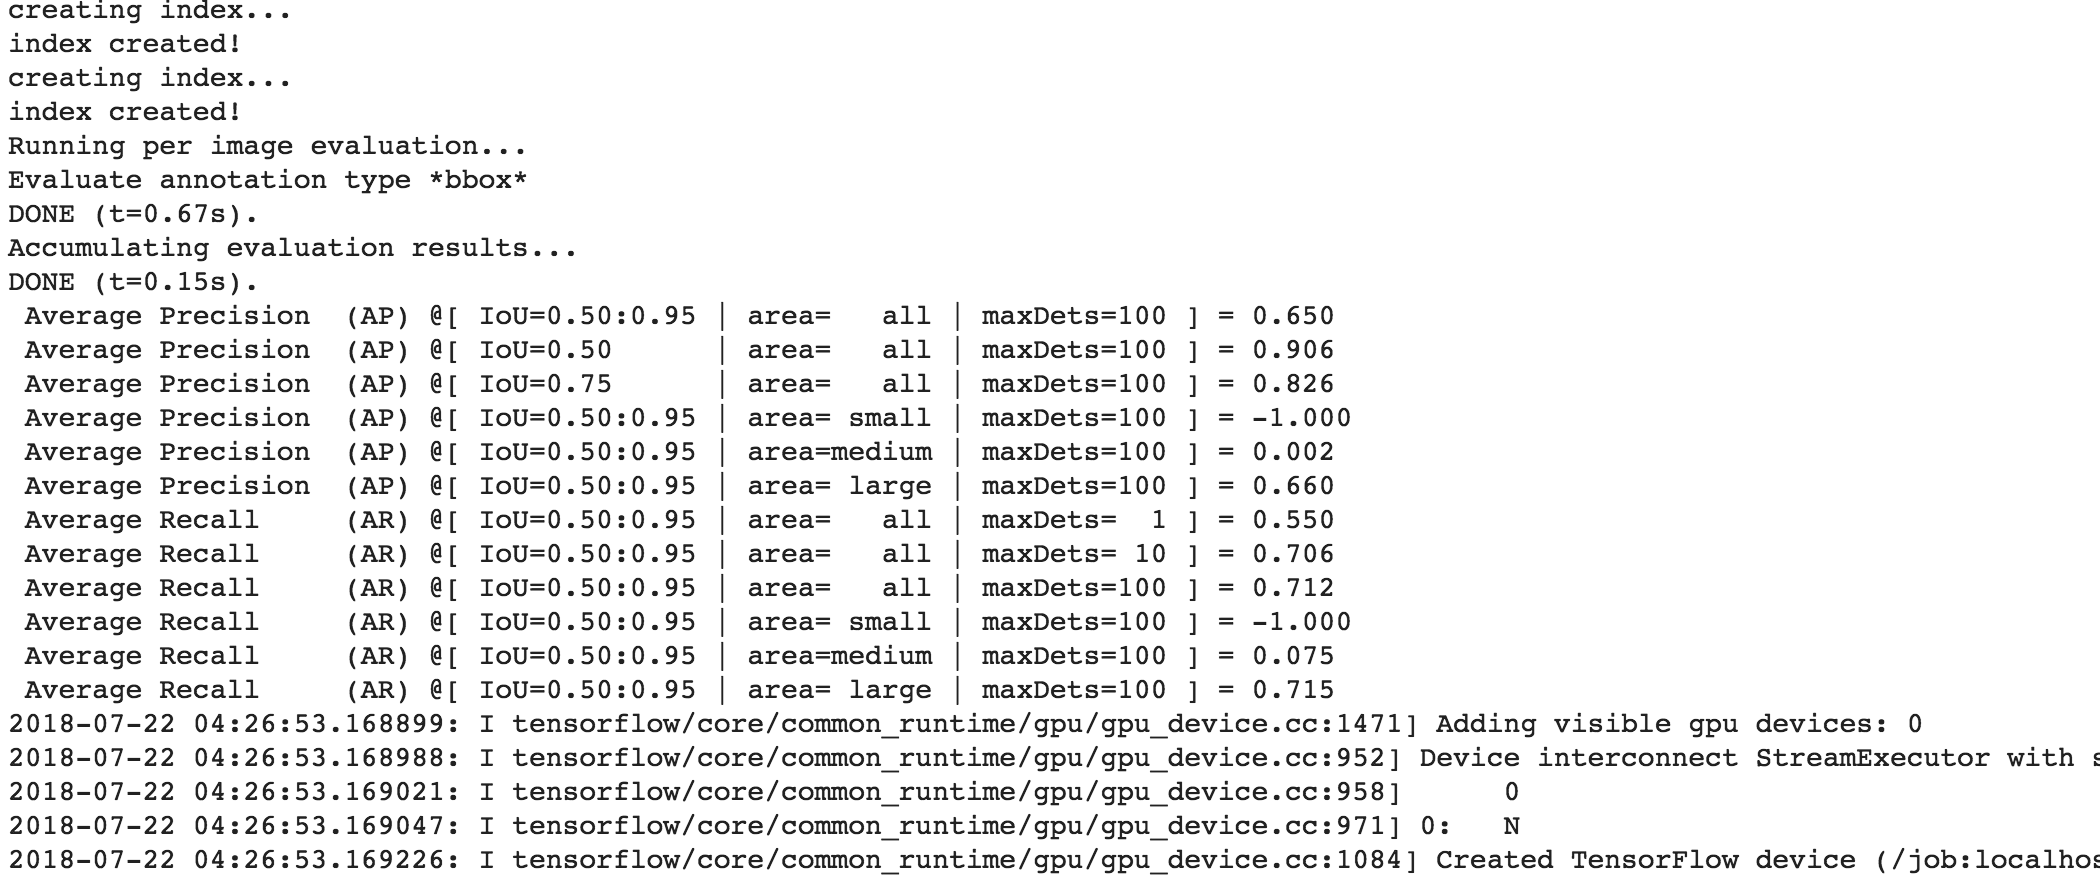 creating index...
index created!
creating index...
index created!
Running per image evaluation...
Evaluate annotation type *bbox*
DONE (t=0.67s).
Accumulating evaluation results...
DONE (t=0.15s).
 Average Precision  (AP) @[ IoU=0.50:0.95 | area=   all | maxDets=100 ] = 0.650
 Average Precision  (AP) @[ IoU=0.50      | area=   all | maxDets=100 ] = 0.906
 Average Precision  (AP) @[ IoU=0.75      | area=   all | maxDets=100 ] = 0.826
 Average Precision  (AP) @[ IoU=0.50:0.95 | area= small | maxDets=100 ] = -1.000
 Average Precision  (AP) @[ IoU=0.50:0.95 | area=medium | maxDets=100 ] = 0.002
 Average Precision  (AP) @[ IoU=0.50:0.95 | area= large | maxDets=100 ] = 0.660
 Average Recall     (AR) @[ IoU=0.50:0.95 | area=   all | maxDets=  1 ] = 0.550
 Average Recall     (AR) @[ IoU=0.50:0.95 | area=   all | maxDets= 10 ] = 0.706
 Average Recall     (AR) @[ IoU=0.50:0.95 | area=   all | maxDets=100 ] = 0.712
 Average Recall     (AR) @[ IoU=0.50:0.95 | area= small | maxDets=100 ] = -1.000
 Average Recall     (AR) @[ IoU=0.50:0.95 | area=medium | maxDets=100 ] = 0.075
 Average Recall     (AR) @[ IoU=0.50:0.95 | area= large | maxDets=100 ] = 0.715
2018-07-22 04:26:53.168899: I tensorflow/core/common_runtime/gpu/gpu_device.cc:1471] Adding visible gpu devices: 0
2018-07-22 04:26:53.168988: I tensorflow/core/common_runtime/gpu/gpu_device.cc:952] Device interconnect StreamExecutor with s
2018-07-22 04:26:53.169021: I tensorflow/core/common_runtime/gpu/gpu_device.cc:958]      0
2018-07-22 04:26:53.169047: I tensorflow/core/common_runtime/gpu/gpu_device.cc:971] 0:   N
2018-07-22 04:26:53.169226: I tensorflow/core/common_runtime/gpu/gpu_device.cc:1084] Created TensorFlow device (/job:localhos